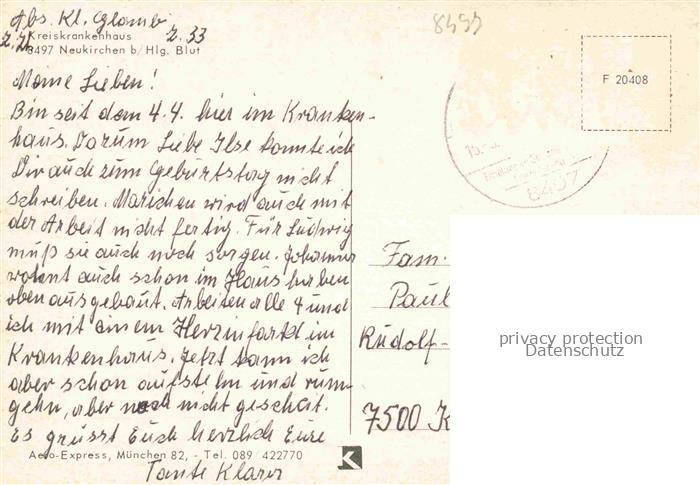 Abs. Kl. Glombi
Kreiskrankenhaus Z. 33
8497 Neukirchen b/Hlg. Blut
8497
F 20408
Meine Lieben!
Bin seit dem 4.4. hier im Kranken-
haus. Darum Liebe Ilse konnte ich
Dir auch zum Geburtstag nicht
schreiben. Mariechen wird auch mit
der Arbeit nicht fertig. Für Ludwig
muß sie auch noch sorgen. Johanna
wohnt auch schon im Haus haben
oben ausgebaut. Arbeiten alle 4 und
ich mit einem Herzinfarkt im
Krankenhaus. Jetzt kann ich
aber schon aufstehn und rum-
gehn, aber noch nicht gescheit.
Es grüsst Euch herzlich Eure
Tante Klara
8497
Fam.
Paul
Rudolf-
7500 K
privacy protection
Datenschutz
Aero-Express, München 82, - Tel. 089/422770
K